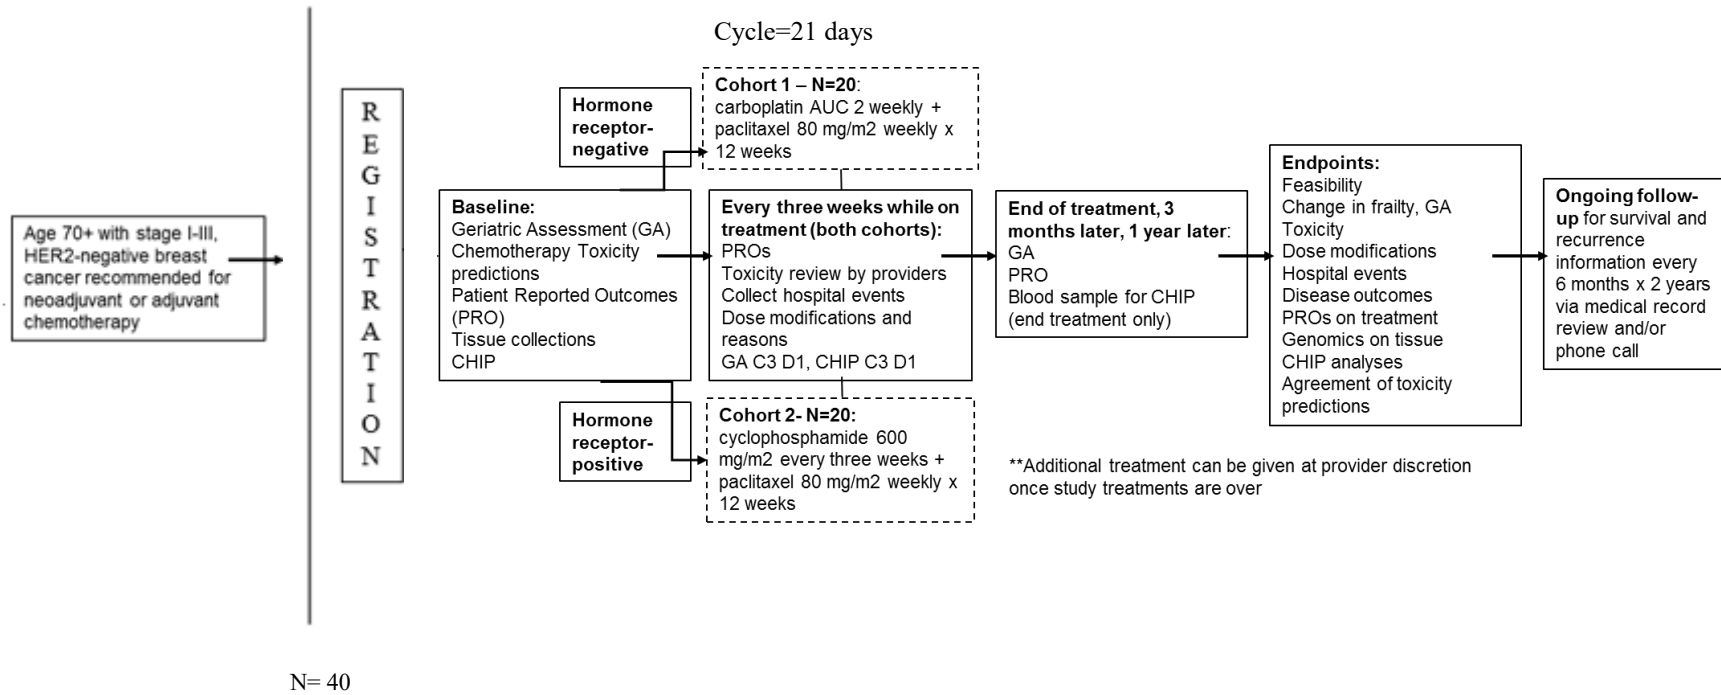 Cycle=21 days
Age 70+ with stage I-III,
HER2-negative breast
cancer recommended for
neoadjuvant or adjuvant
chemotherapy
R
E
G
I
S
T
R
A
T
I
O
N
Hormone
receptor-
negative
Cohort 1 – N=20:
carboplatin AUC 2 weekly +
paclitaxel 80 mg/m2 weekly x
12 weeks
Baseline:
Geriatric Assessment (GA)
Chemotherapy Toxicity
predictions
Patient Reported Outcomes
(PRO)
Tissue collections
CHIP
Every three weeks while on
treatment (both cohorts):
PROs
Toxicity review by providers
Collect hospital events
Dose modifications and
reasons
GA C3 D1, CHIP C3 D1
Hormone
receptor-
positive
Cohort 2- N=20:
cyclophosphamide 600
mg/m2 every three weeks +
paclitaxel 80 mg/m2 weekly x
12 weeks
End of treatment, 3
months later, 1 year later:
GA
PRO
Blood sample for CHIP
(end treatment only)
Endpoints:
Feasibility
Change in frailty, GA
Toxicity
Dose modifications
Hospital events
Disease outcomes
PROs on treatment
Genomics on tissue
CHIP analyses
Agreement of toxicity
predictions
Ongoing follow-
up for survival and
recurrence
information every
6 months x 2 years
via medical record
review and/or
phone call
**Additional treatment can be given at provider discretion
once study treatments are over
N= 40